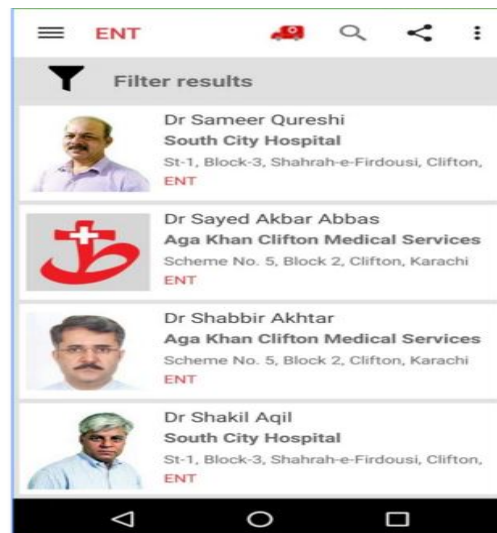 ENT
Filter results
Dr Sameer Qureshi
South City Hospital
St-1, Block-3, Shahrah-e-Firdousi, Clifton,
ENT
Dr Sayed Akbar Abbas
Aga Khan Clifton Medical Services
Scheme No. 5, Block 2, Clifton, Karachi
ENT
Dr Shabbir Akhtar
Aga Khan Clifton Medical Services
Scheme No. 5, Block 2, Clifton, Karachi
ENT
Dr Shakil Aqil
South City Hospital
St-1, Block-3, Shahrah-e-Firdousi, Clifton,
ENT